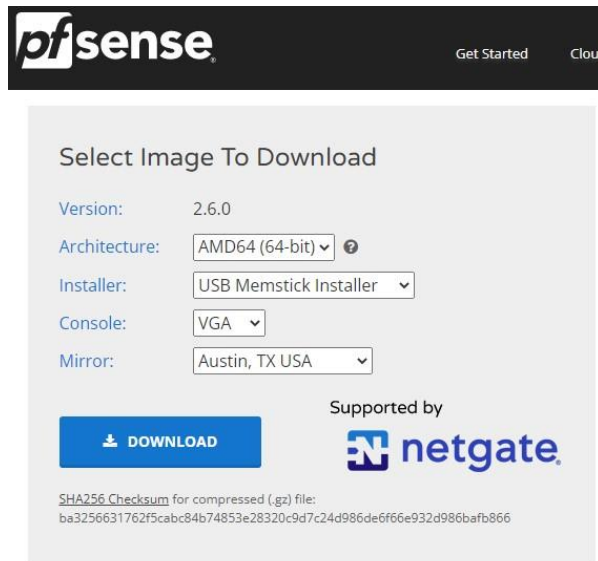 pfsense.
Get Started Clou
Select Image To Download
Version: 2.6.0
Architecture: AMD64 (64-bit)
Installer: USB Memstick Installer
Console: VGA
Mirror: Austin, TX USA
Supported by
DOWNLOAD
netgate.
SHA256 Checksum for compressed (.gz) file:
ba3256631762f5cabc84b74853e28320c9d7c24d986de6f66e932d986bafb866